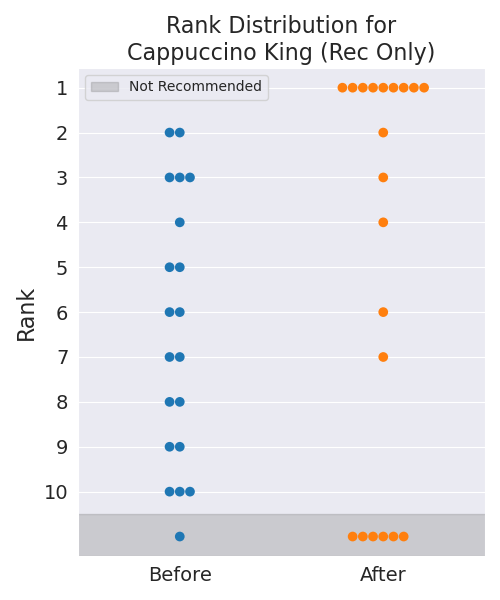 Rank Distribution for
Cappuccino King (Rec Only)
Not Recommended
1
2
3
4
5
6
7
8
9
10
Rank
Before After